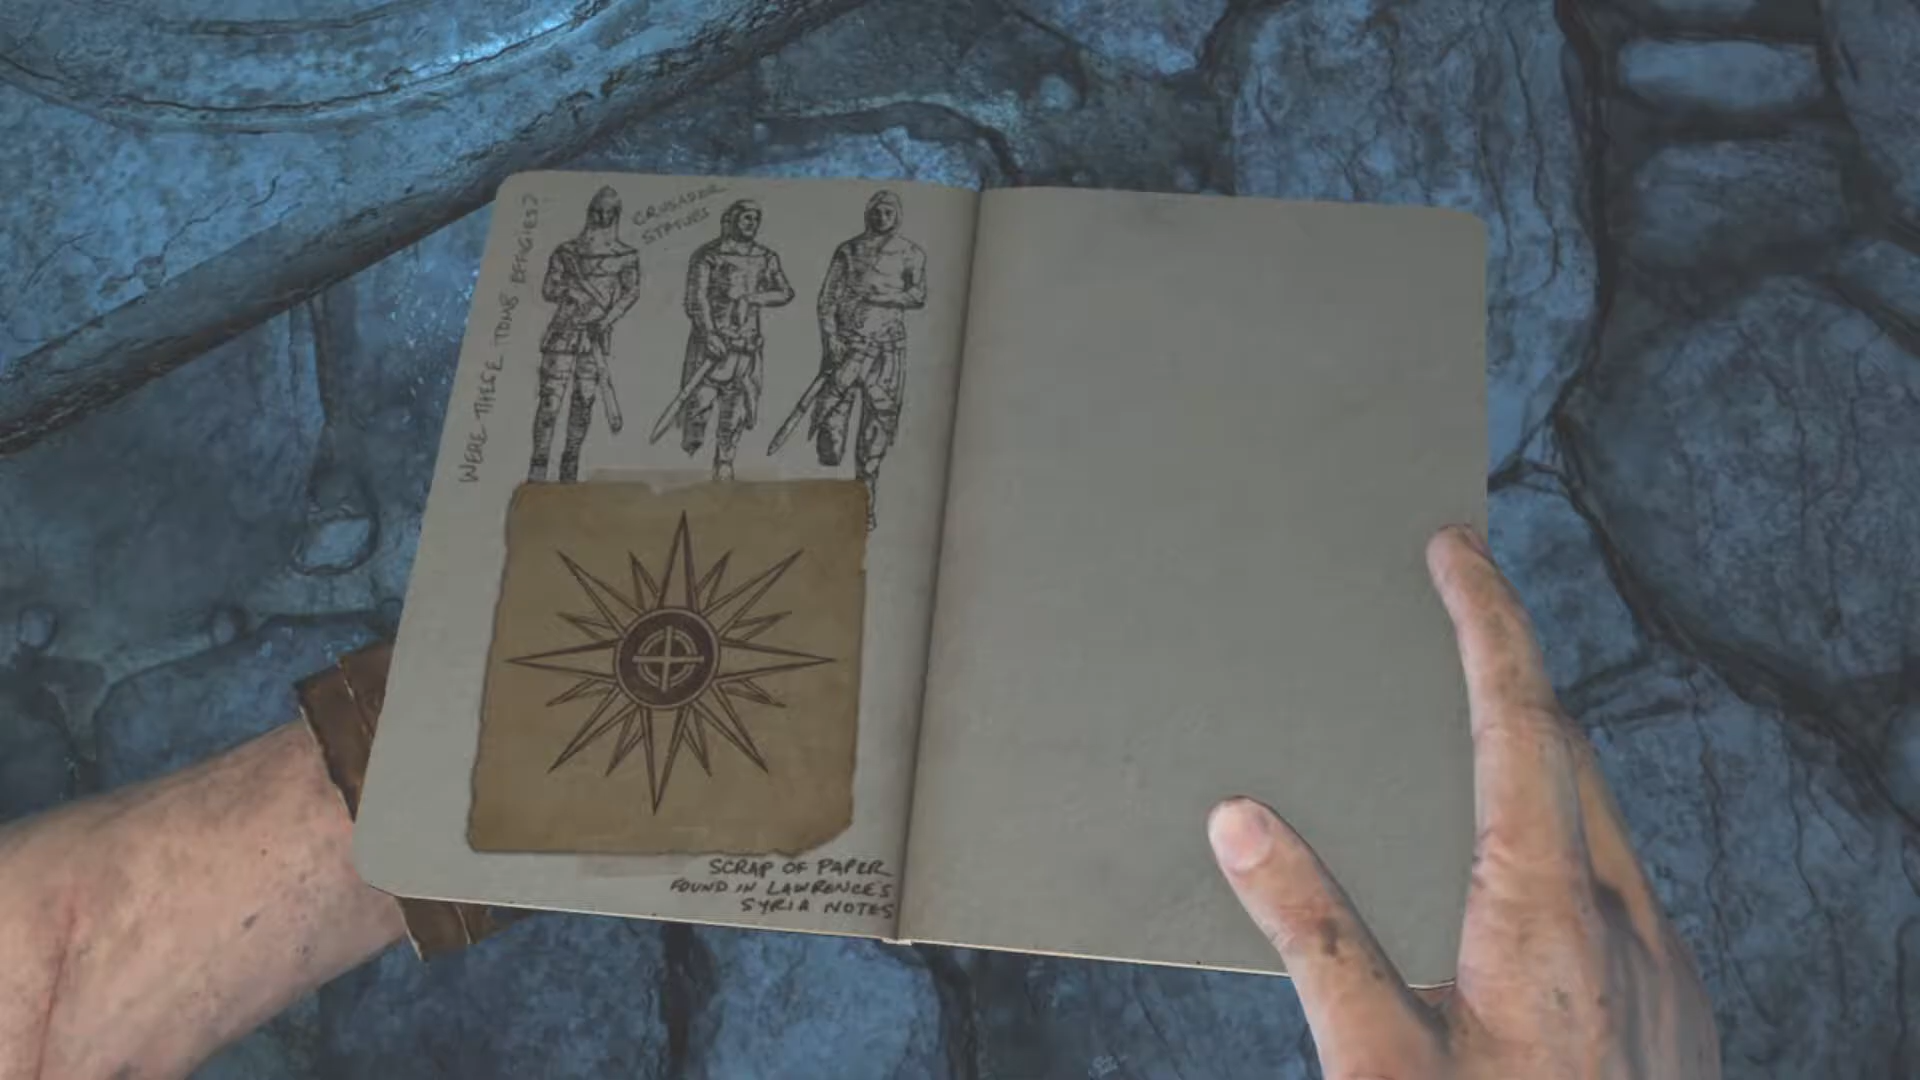 WERE THESE TOMB EFFIGIES?
CRUSADER
STATUES
SCRAP OF PAPER
FOUND IN LAWRENCE'S
SYRIA NOTES